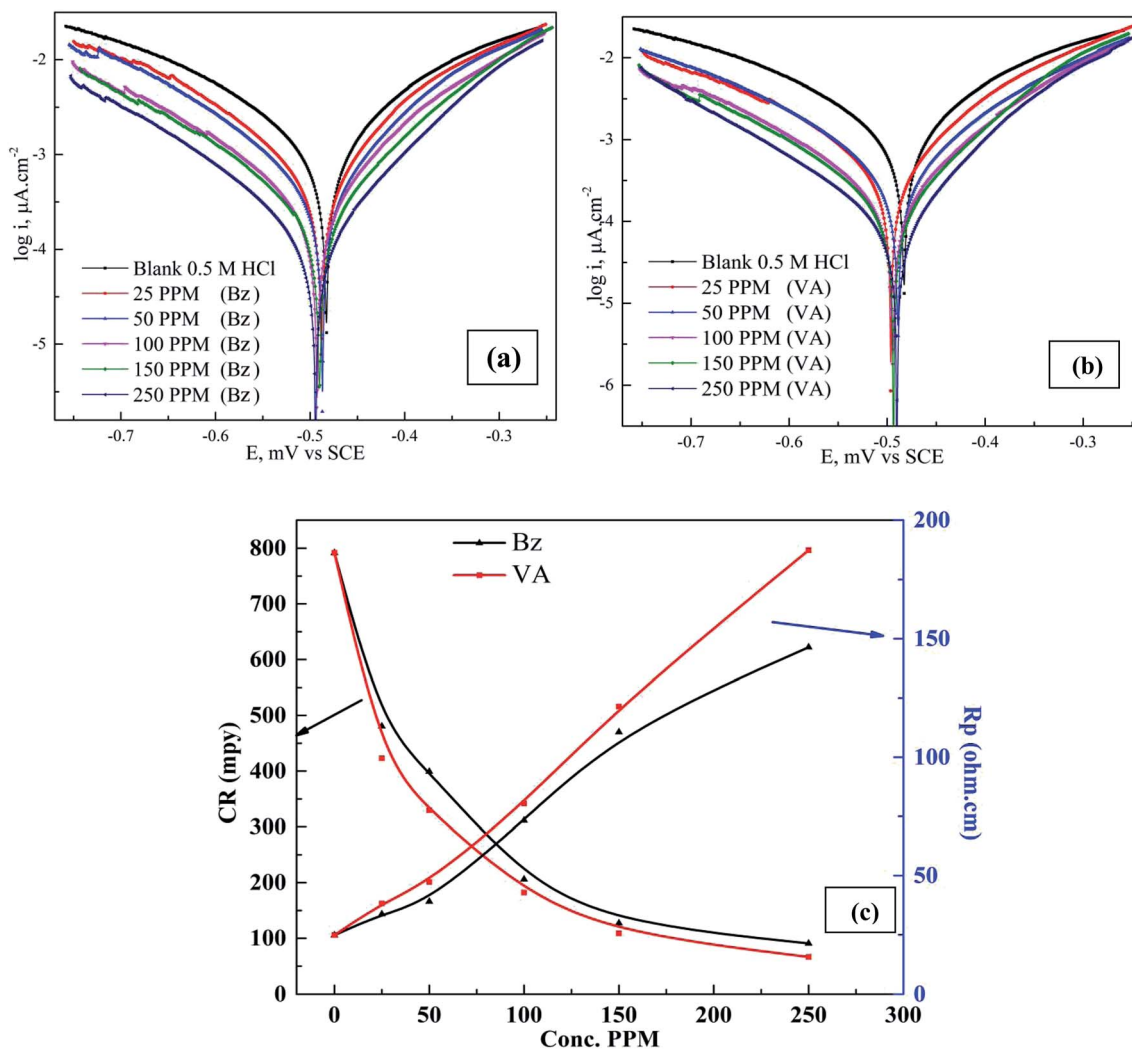 -2
-3
-4
-5
log i, µA.cm-2
Blank 0.5 M HCl
25 PPM (Bz)
50 PPM (Bz)
100 PPM (Bz)
150 PPM (Bz)
250 PPM (Bz)
(a)
-0.7 -0.5 -0.4 -0.3
E, mV vs SCE
-2
-3
-4
-5
-6
log i, µA.cm-2
Blank 0.5 M HCl
25 PPM (VA)
50 PPM (VA)
100 PPM (VA)
150 PPM (VA)
250 PPM (VA)
(b)
-0.7 -0.5 -0.4 -0.3
E, mV vs SCE
Bz
VA
800
700
600
500
400
300
200
100
0
CR (mpy)
200
150
100
50
0
Rp (ohm.cm)
(c)
0 50 100 150 200 250 300
Conc. PPM